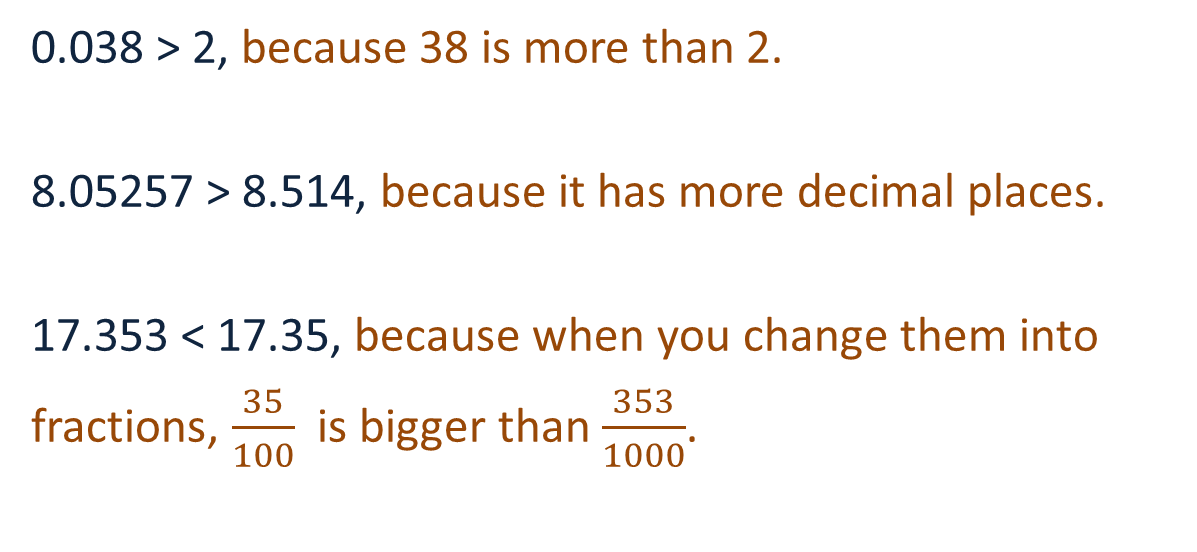 0.038 > 2, because 38 is more than 2.
8.05257 > 8.514, because it has more decimal places.
17.353 < 17.35, because when you change them into
fractions, 35/100 is bigger than 353/1000.